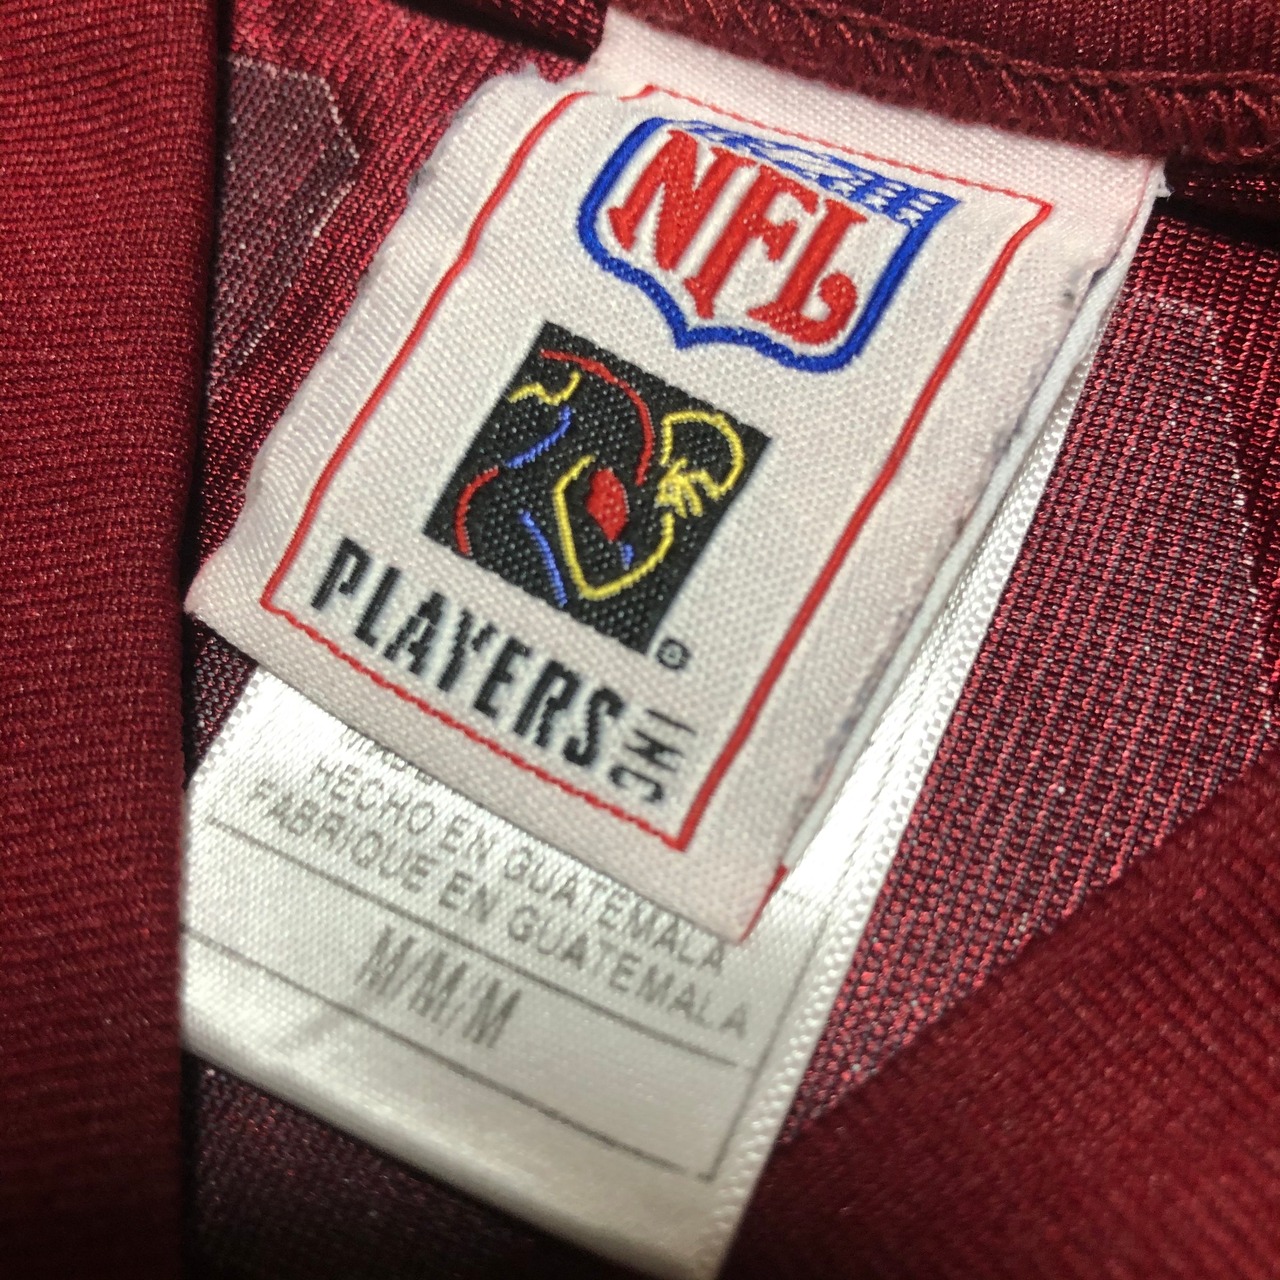 NFL
PLAYERS INC
®
HECHO EN GUATEMALA
FABRIQUE EN GUATEMALA
M/M/M